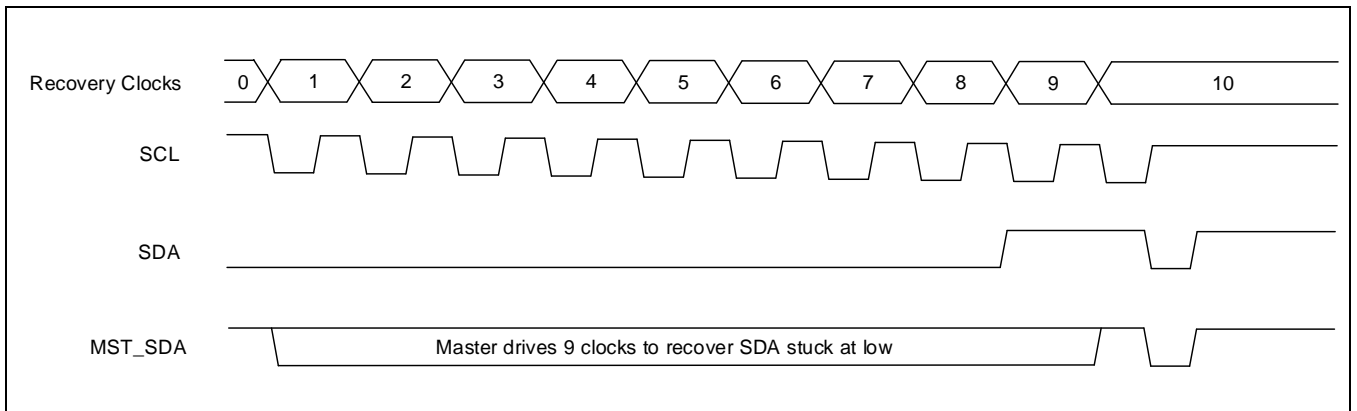 Recovery Clocks 0 1 2 3 4 5 6 7 8 9 10
SCL
SDA
MST_SDA Master drives 9 clocks to recover SDA stuck at low